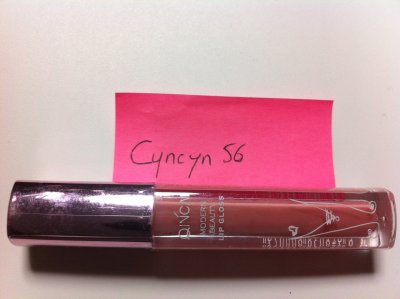 Cyncyn 56
MODERN
BEAUTY
LIP GLOSS